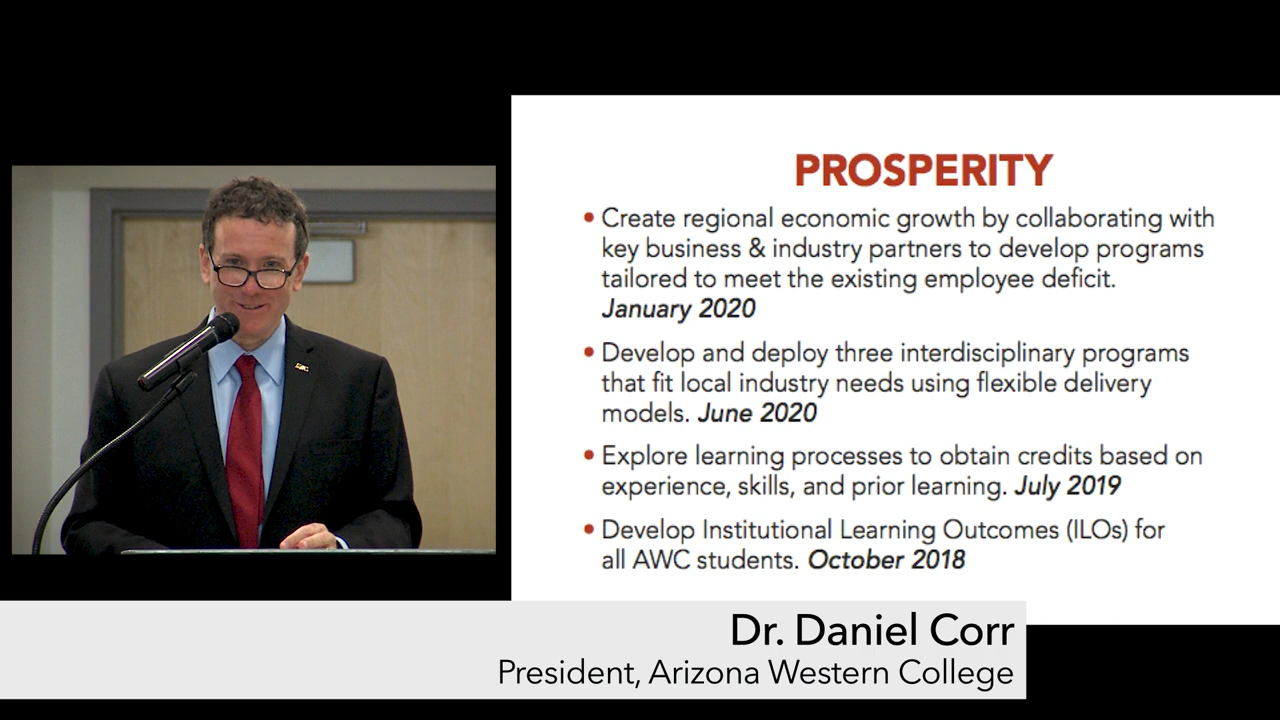 PROSPERITY
• Create regional economic growth by collaborating with
key business & industry partners to develop programs
tailored to meet the existing employee deficit.
January 2020
• Develop and deploy three interdisciplinary programs
that fit local industry needs using flexible delivery
models. June 2020
• Explore learning processes to obtain credits based on
experience, skills, and prior learning. July 2019
• Develop Institutional Learning Outcomes (ILOs) for
all AWC students. October 2018
Dr. Daniel Corr
President, Arizona Western College